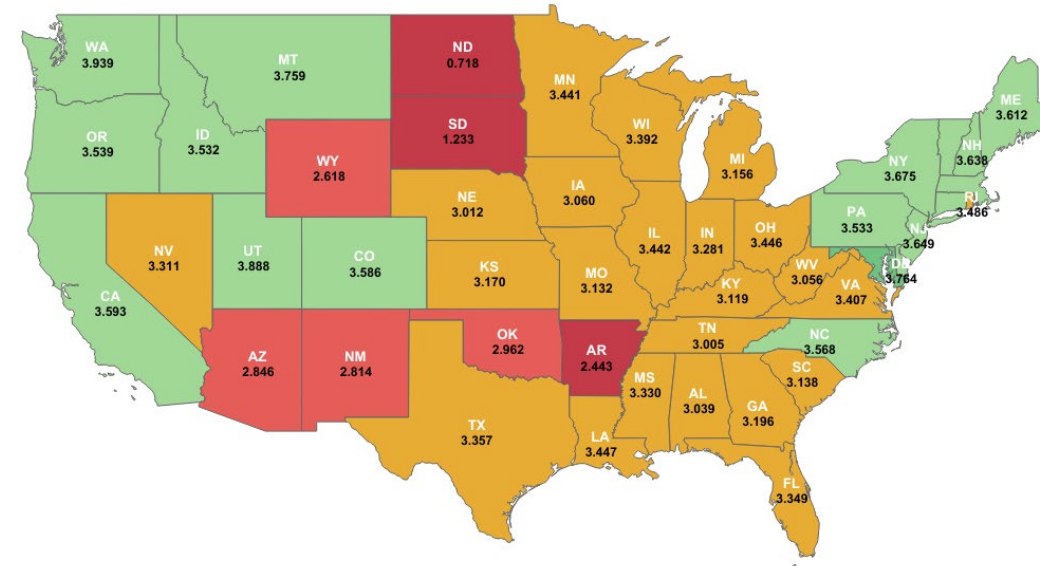 WA
3.939
MT
3.759
ND
0.718
MN
3.441
ME
3.612
OR
3.539
ID
3.532
SD
1.233
WI
3.392
NH
3.638
WY
2.618
MI
3.156
NY
3.675
NE
3.012
IA
3.060
RI
3.486
PA
3.533
NV
3.311
UT
3.888
CO
3.586
IL
3.442
IN
3.281
OH
3.446
NJ
3.649
KS
3.170
MO
3.132
WV
3.056
DE
3.764
CA
3.593
KY
3.119
VA
3.407
OK
2.962
TN
3.005
NC
3.568
AZ
2.846
NM
2.814
AR
2.443
SC
3.138
MS
3.330
AL
3.039
GA
3.196
TX
3.357
LA
3.447
FL
3.349